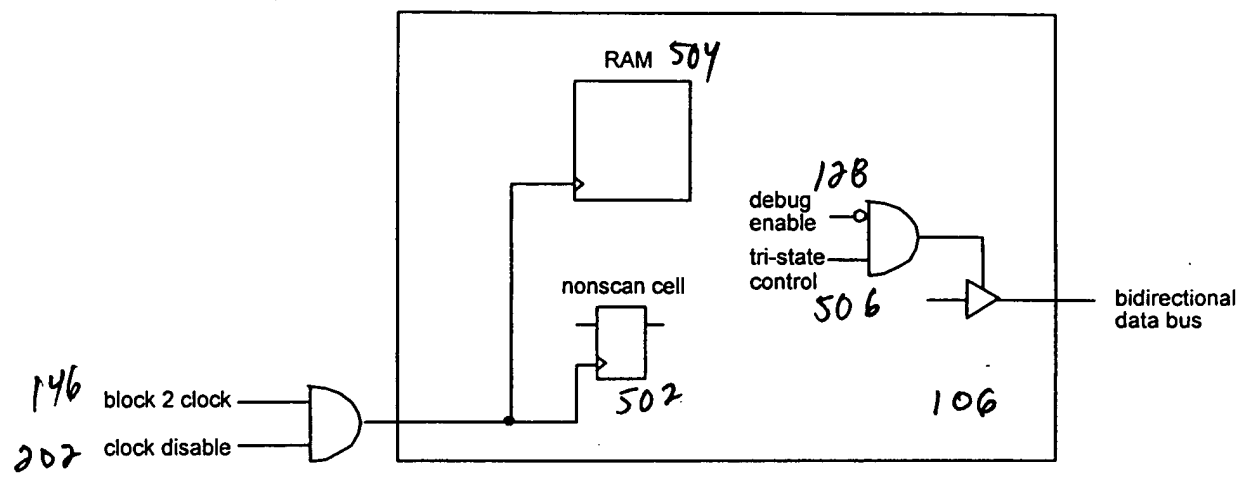 RAM 504
128
debug enable
tri-state control
506
nonscan cell
502
bidirectional data bus
106
146 block 2 clock
202 clock disable